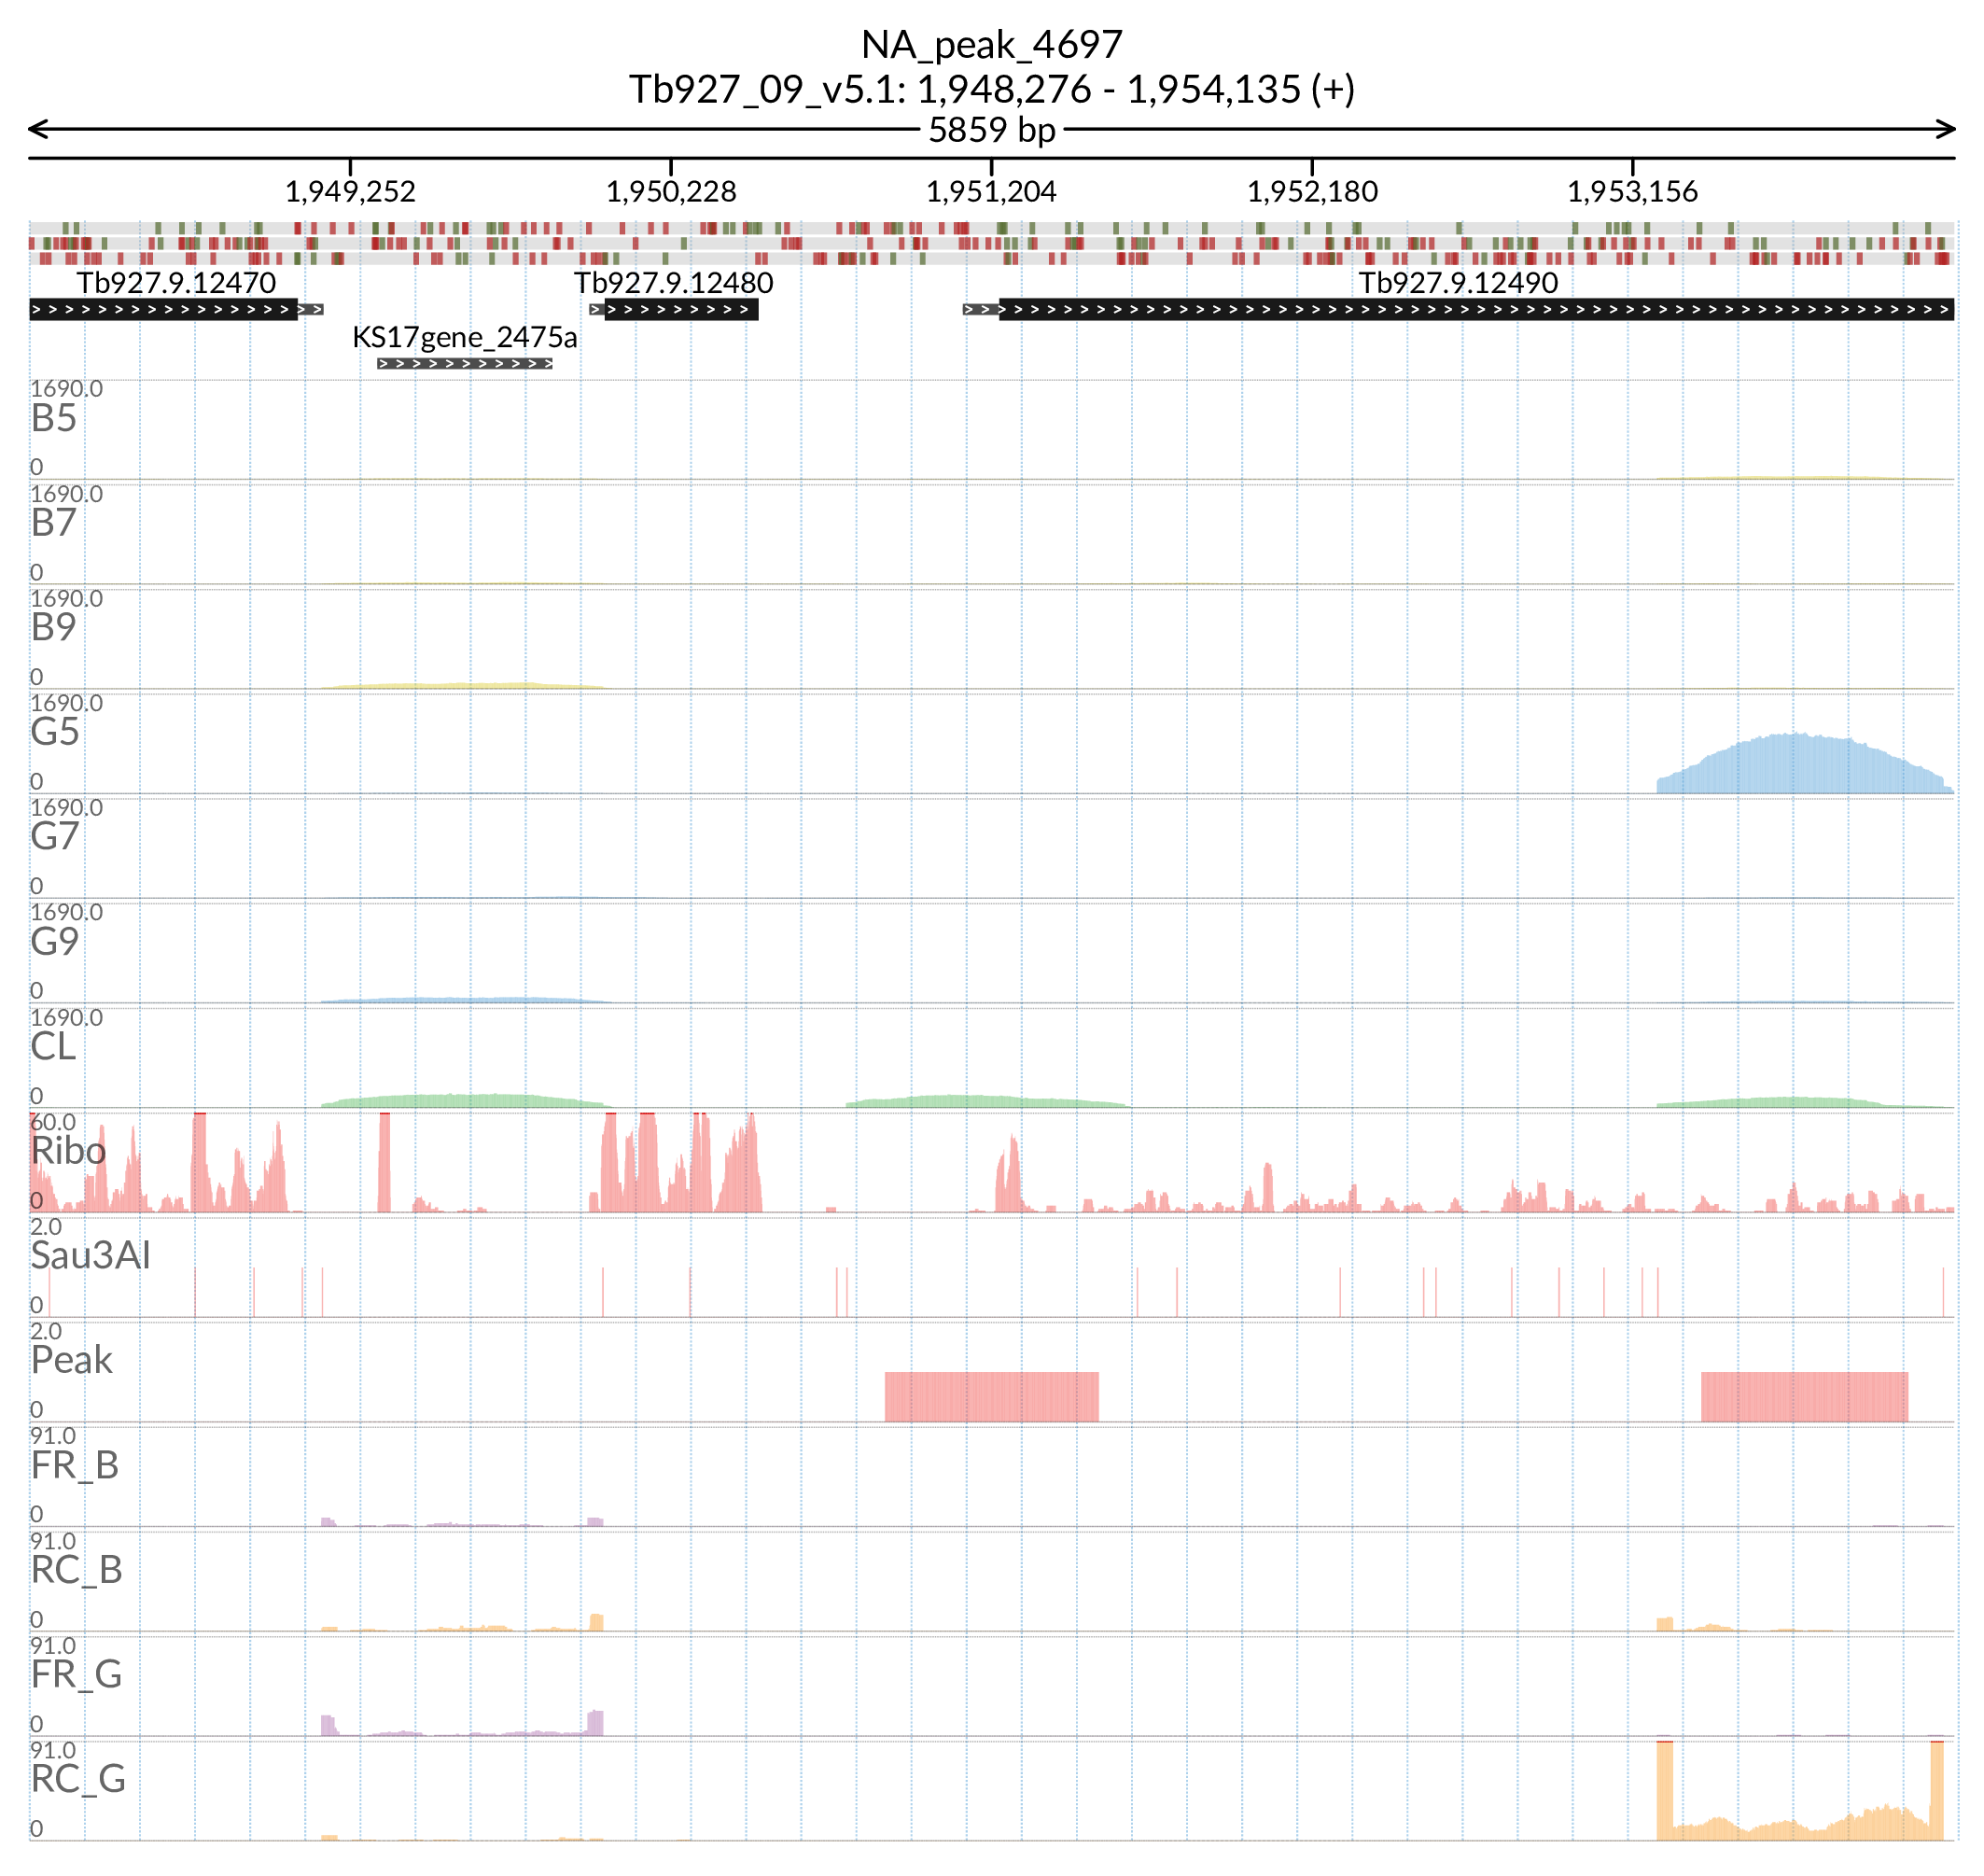 NA_peak_4697
Tb927_09_v5.1: 1,948,276 - 1,954,135 (+)
5859 bp
1,949,252 1,950,228 1,951,204 1,952,180 1,953,156
Tb927.9.12470 Tb927.9.12480 Tb927.9.12490
KS17gene_2475a
1690.0
B5
0
1690.0
B7
0
1690.0
B9
0
1690.0
G5
0
1690.0
G7
0
1690.0
G9
0
1690.0
CL
0
60.0
Ribo
0
2.0
Sau3AI
0
2.0
Peak
0
91.0
FR_B
0
91.0
RC_B
0
91.0
FR_G
0
91.0
RC_G
0